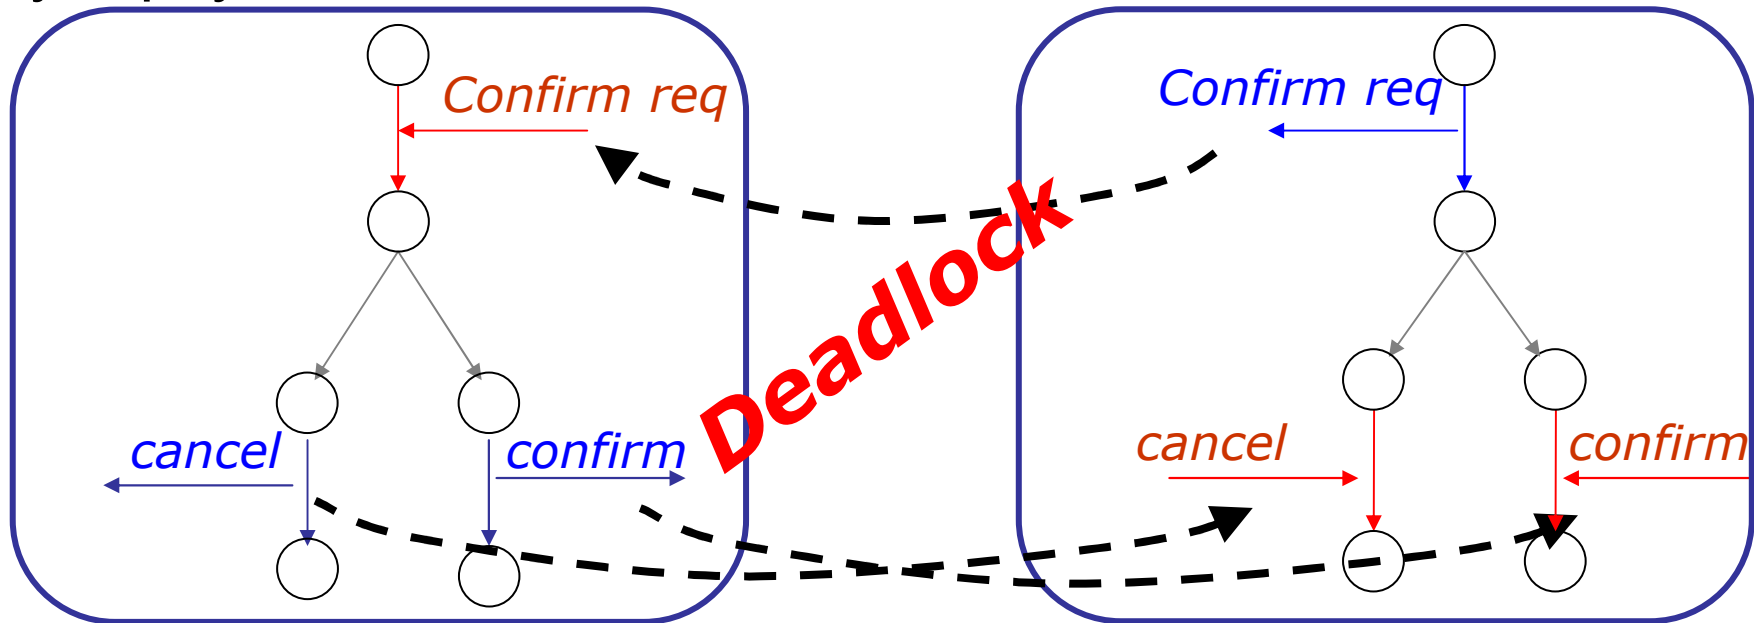 Confirm req
Confirm req
Deadlock
cancel
confirm
cancel
confirm